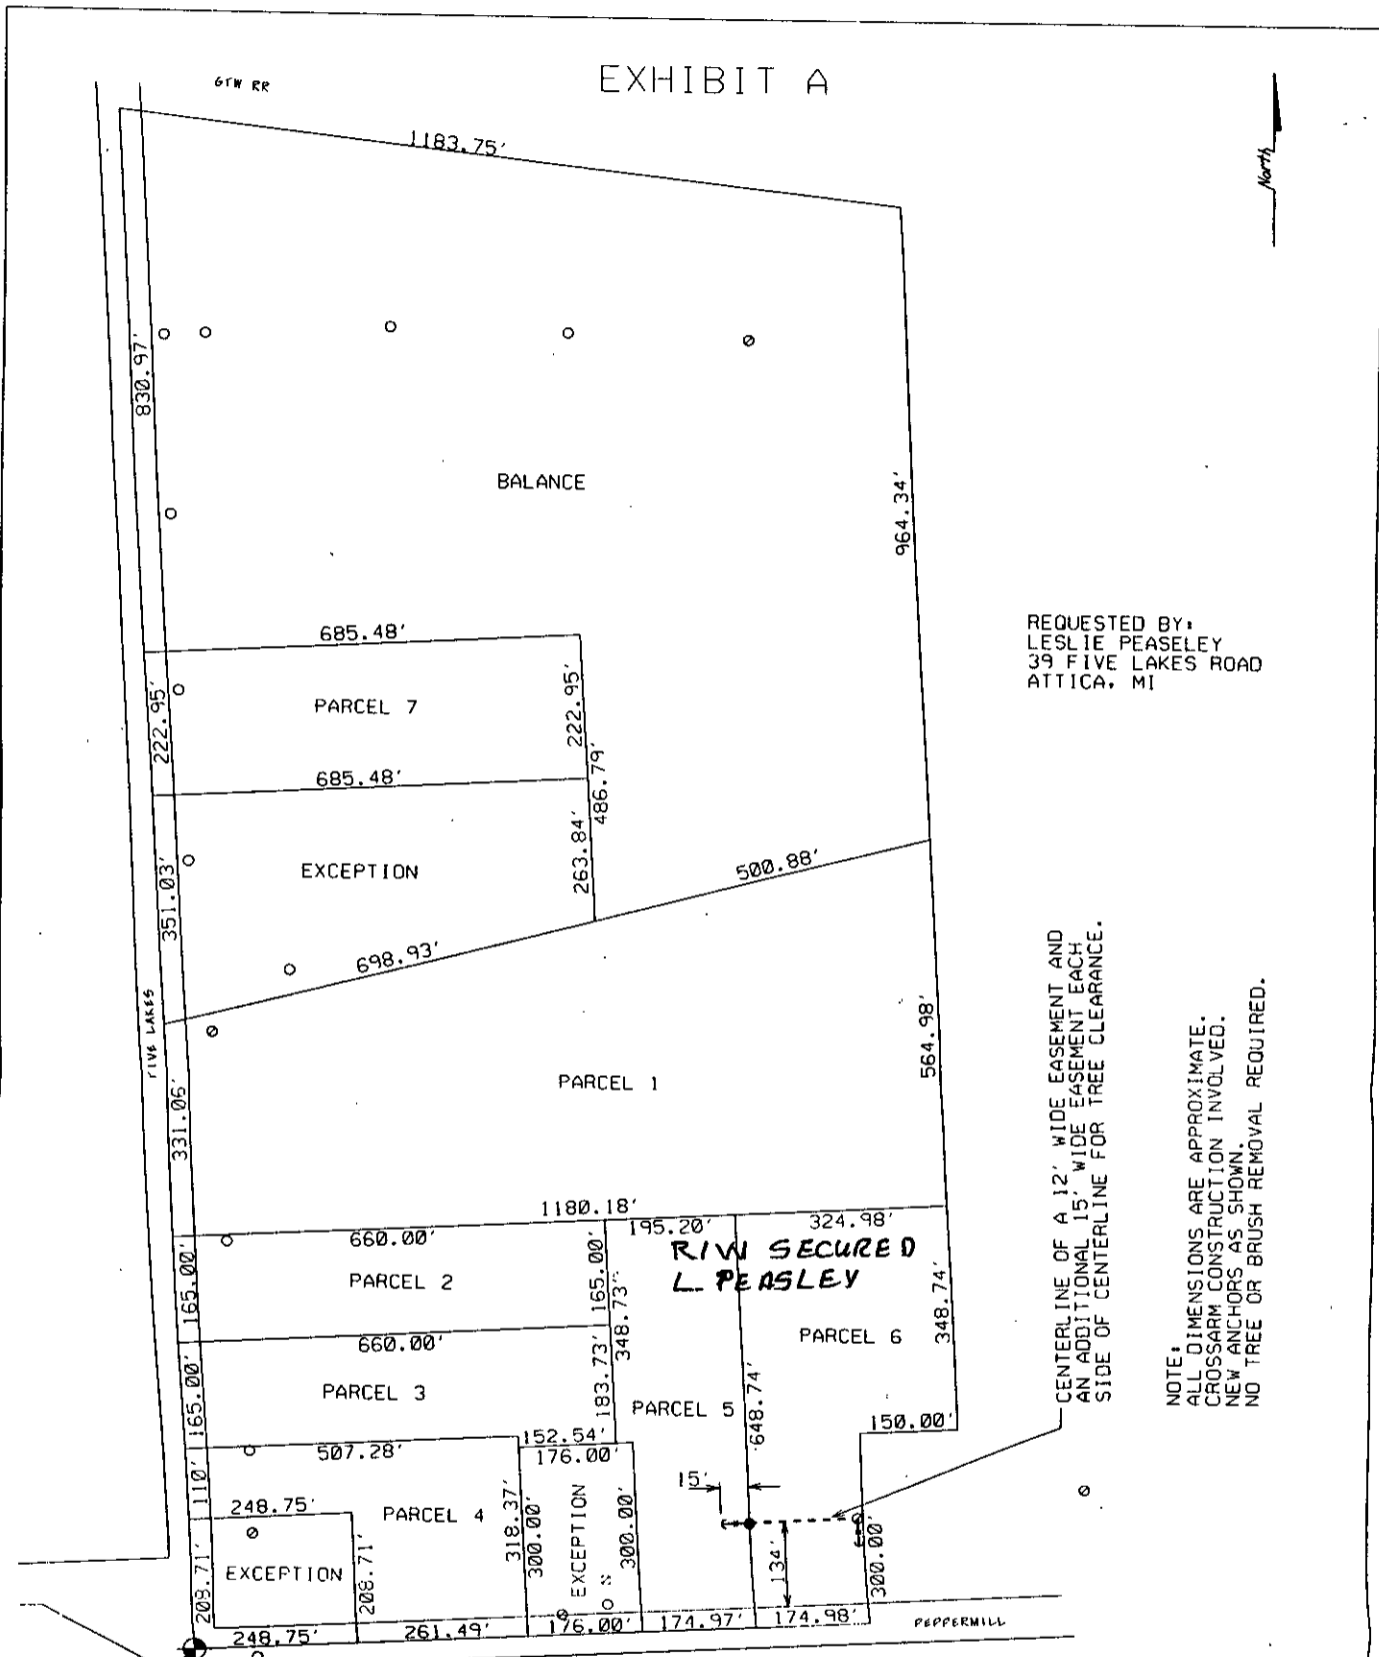 EXHIBIT A
GTW RR
1183.75'
North
830.97'
BALANCE
964.34'
685.48'
REQUESTED BY:
LESLIE PEASELEY
39 FIVE LAKES ROAD
ATTICA, MI
222.95'
PARCEL 7
222.95'
685.48'
486.79'
263.84'
EXCEPTION
351.03'
500.88'
698.93'
FIVE LAKES
564.98'
CENTERLINE OF A 12' WIDE EASEMENT AND
AN ADDITIONAL 15' WIDE EASEMENT EACH
SIDE OF CENTERLINE FOR TREE CLEARANCE.
NOTE:
ALL DIMENSIONS ARE APPROXIMATE.
CROSSARM CONSTRUCTION INVOLVED.
NEW ANCHORS AS SHOWN.
NO TREE OR BRUSH REMOVAL REQUIRED.
PARCEL 1
331.06'
1180.18'
195.20'
324.98'
660.00'
R/W SECURED
L. PEASLEY
165.00'
PARCEL 2
165.00'
348.73'
348.74'
PARCEL 6
660.00'
165.00'
PARCEL 3
183.73'
PARCEL 5
648.74'
150.00'
152.54'
507.28'
176.00'
110'
15'
248.75'
PARCEL 4
318.37'
300.00'
EXCEPTION
300.00'
208.71'
EXCEPTION
208.71'
134'
300.00'
248.75'
261.49'
176.00'
174.97'
174.98'
PEPPERMILL